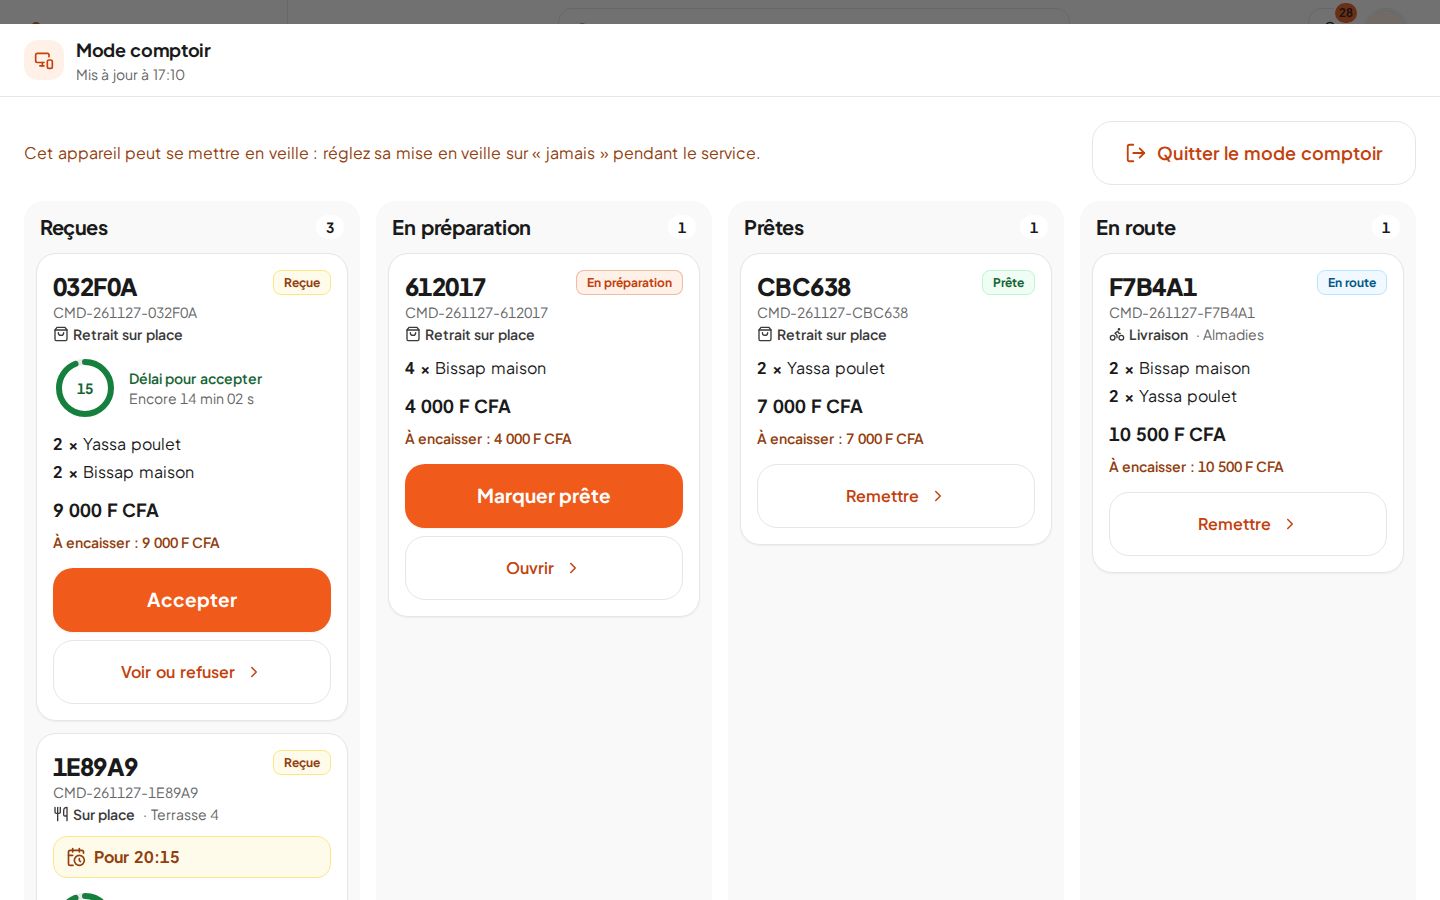 28
Mode comptoir
Mis à jour à 17:10
Cet appareil peut se mettre en veille : réglez sa mise en veille sur « jamais » pendant le service.
Quitter le mode comptoir
Reçues 3
032F0A Reçue
CMD-261127-032F0A
Retrait sur place
15
Délai pour accepter
Encore 14 min 02 s
2 × Yassa poulet
2 × Bissap maison
9 000 F CFA
À encaisser : 9 000 F CFA
Accepter
Voir ou refuser
1E89A9 Reçue
CMD-261127-1E89A9
Sur place · Terrasse 4
Pour 20:15
En préparation 1
612017 En préparation
CMD-261127-612017
Retrait sur place
4 × Bissap maison
4 000 F CFA
À encaisser : 4 000 F CFA
Marquer prête
Ouvrir
Prêtes 1
CBC638 Prête
CMD-261127-CBC638
Retrait sur place
2 × Yassa poulet
7 000 F CFA
À encaisser : 7 000 F CFA
Remettre
En route 1
F7B4A1 En route
CMD-261127-F7B4A1
Livraison · Almadies
2 × Bissap maison
2 × Yassa poulet
10 500 F CFA
À encaisser : 10 500 F CFA
Remettre